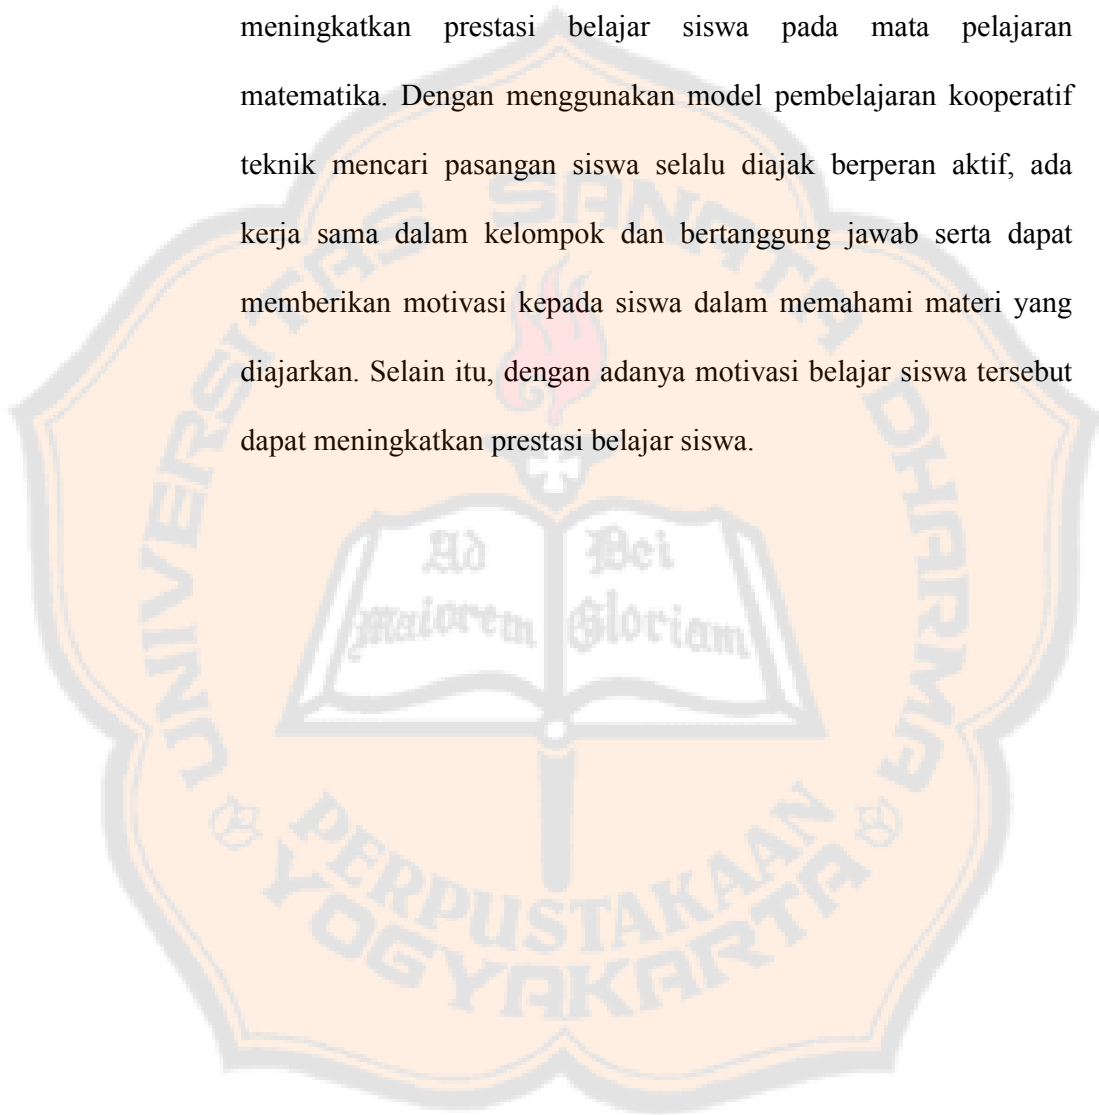 meningkatkan prestasi belajar siswa pada mata pelajaran
matematika. Dengan menggunakan model pembelajaran kooperatif
teknik mencari pasangan siswa selalu diajak berperan aktif, ada
kerja sama dalam kelompok dan bertanggung jawab serta dapat
memberikan motivasi kepada siswa dalam memahami materi yang
diajarkan. Selain itu, dengan adanya motivasi belajar siswa tersebut
dapat meningkatkan prestasi belajar siswa.
UNIVERSITAS SANATA DHARMA
Ad Dei
Maiorem Gloriam
PERPUSTAKAAN
YOGYAKARTA